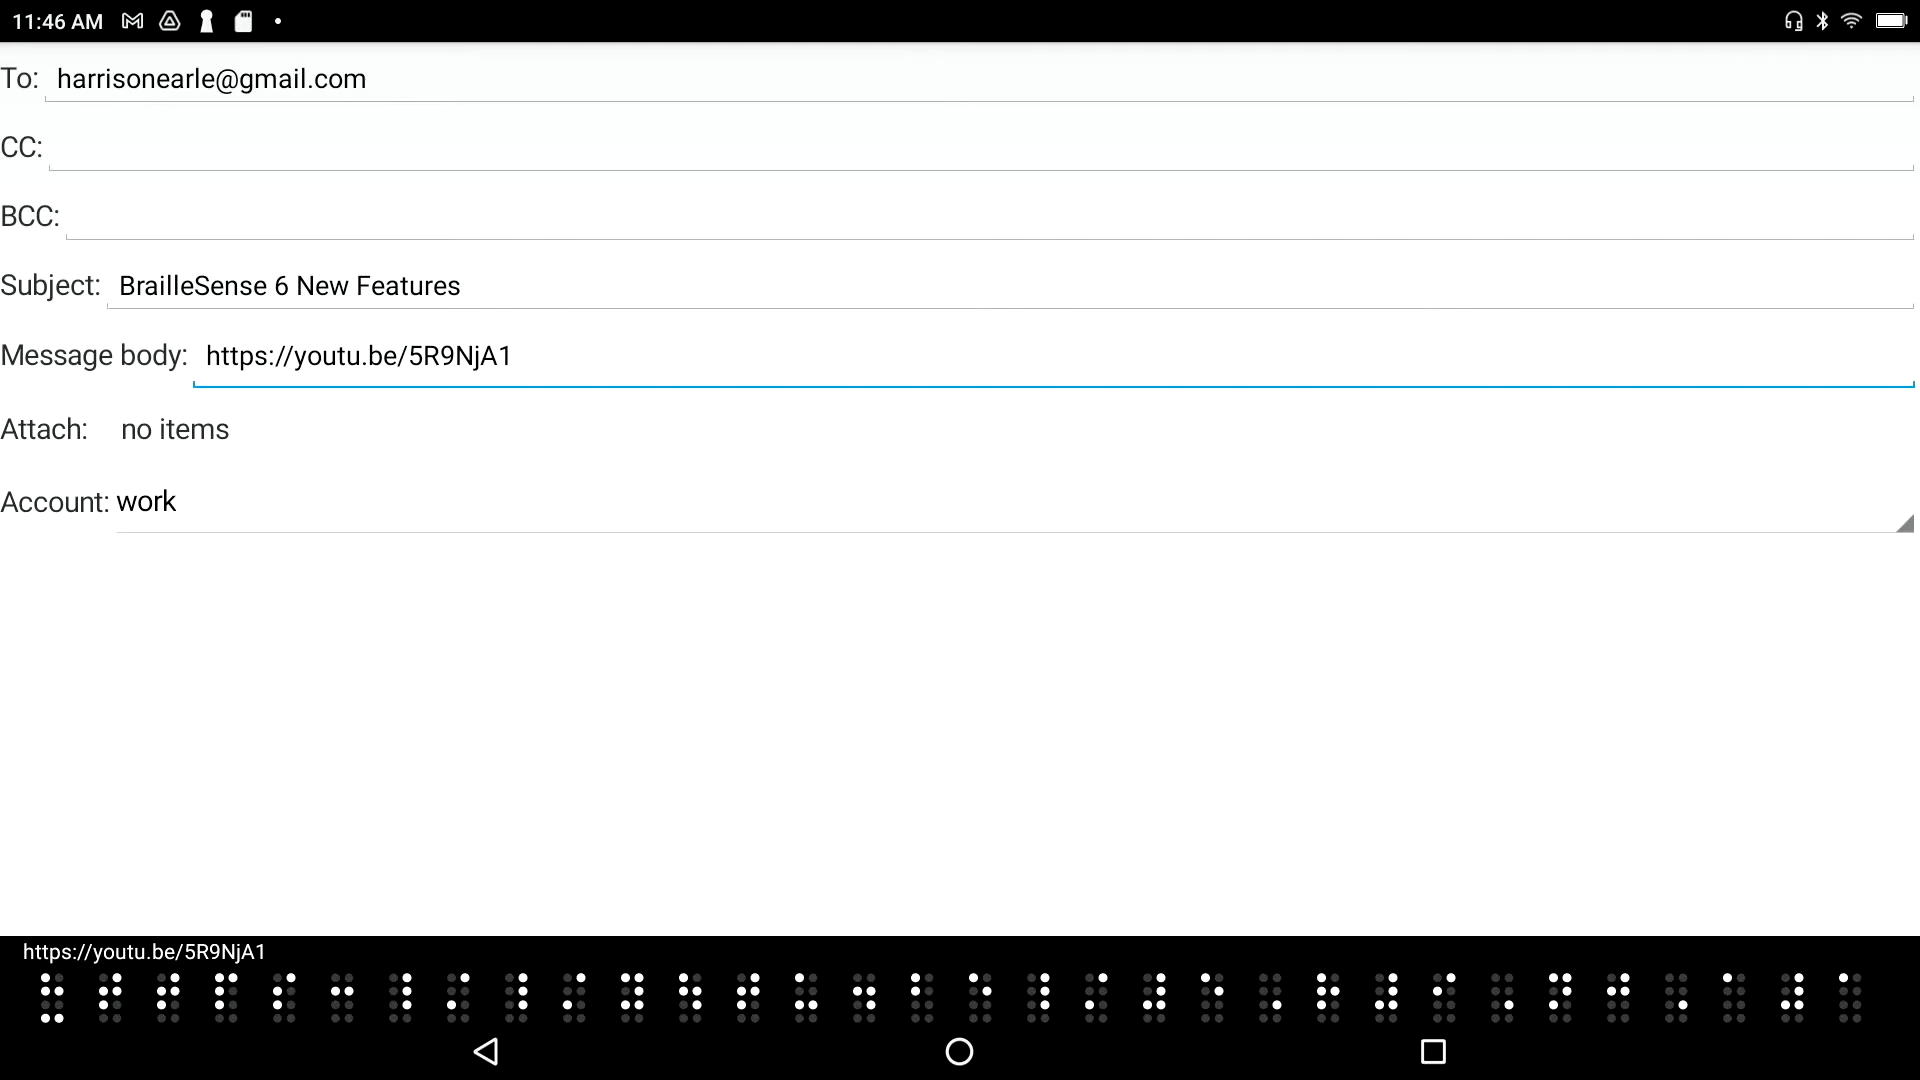 11:46 AM
To: harrisonearle@gmail.com
CC:
BCC:
Subject: BrailleSense 6 New Features
Message body: https://youtu.be/5R9NjA1
Attach: no items
Account: work
https://youtu.be/5R9NjA1